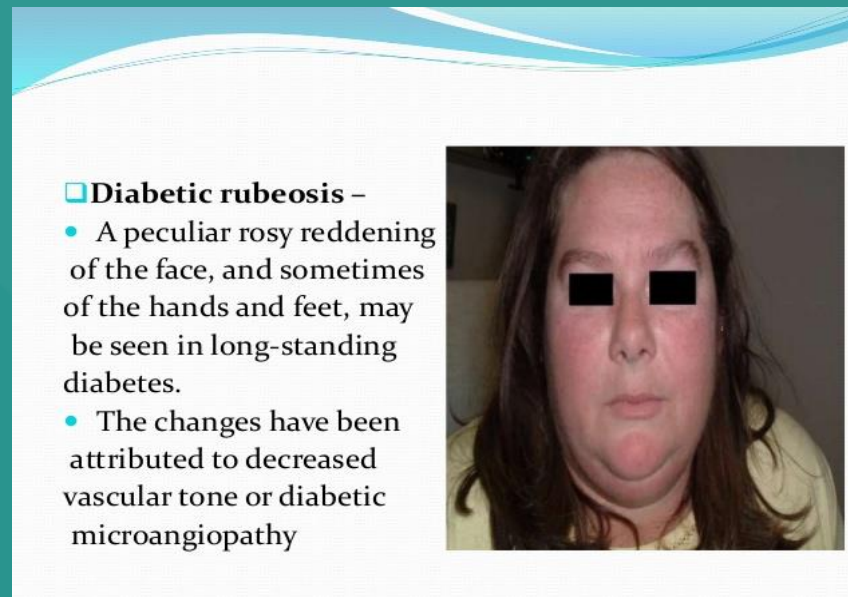 Diabetic rubeosis –
• A peculiar rosy reddening
of the face, and sometimes
of the hands and feet, may
be seen in long-standing
diabetes.
• The changes have been
attributed to decreased
vascular tone or diabetic
microangiopathy